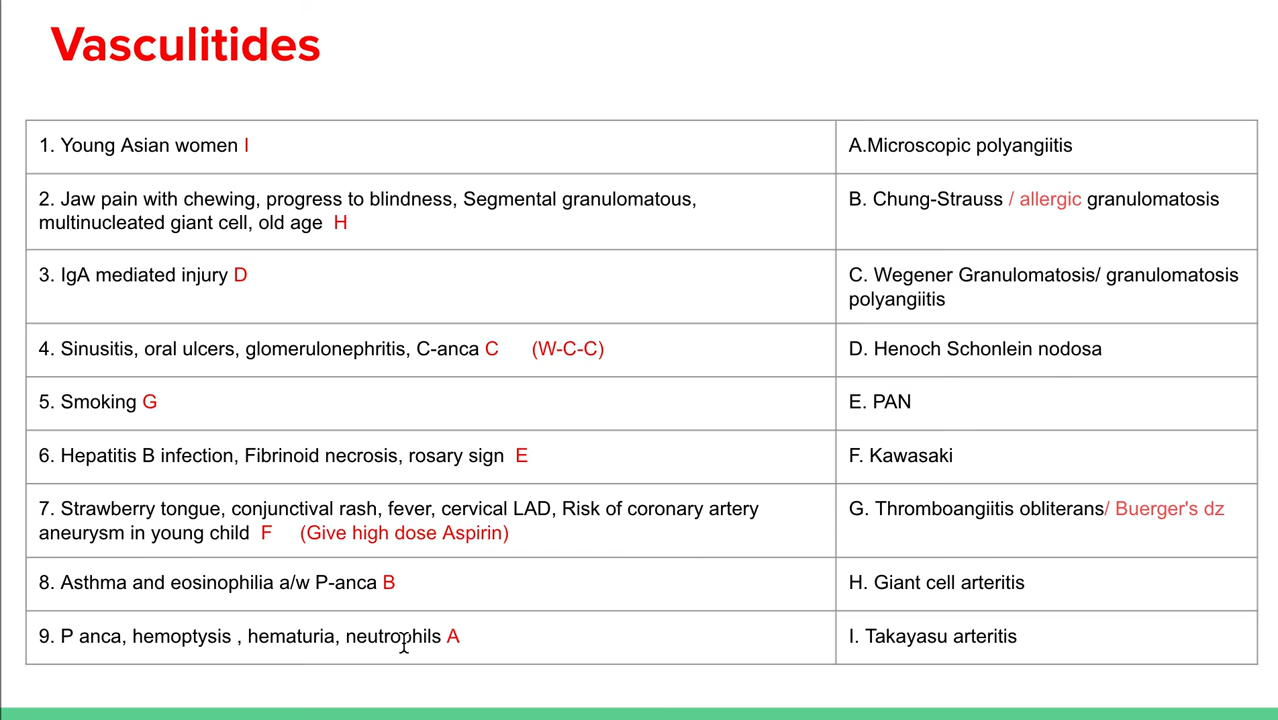 Vasculitides
1. Young Asian women I
A.Microscopic polyangiitis
2. Jaw pain with chewing, progress to blindness, Segmental granulomatous,
multinucleated giant cell, old age H
B. Chung-Strauss / allergic granulomatosis
3. IgA mediated injury D
C. Wegener Granulomatosis/ granulomatosis
polyangiitis
4. Sinusitis, oral ulcers, glomerulonephritis, C-anca C (W-C-C)
D. Henoch Schonlein nodosa
5. Smoking G
E. PAN
6. Hepatitis B infection, Fibrinoid necrosis, rosary sign E
F. Kawasaki
7. Strawberry tongue, conjunctival rash, fever, cervical LAD, Risk of coronary artery
aneurysm in young child F (Give high dose Aspirin)
G. Thromboangiitis obliterans/ Buerger's dz
8. Asthma and eosinophilia a/w P-anca B
H. Giant cell arteritis
9. P anca, hemoptysis , hematuria, neutrophils A
I. Takayasu arteritis